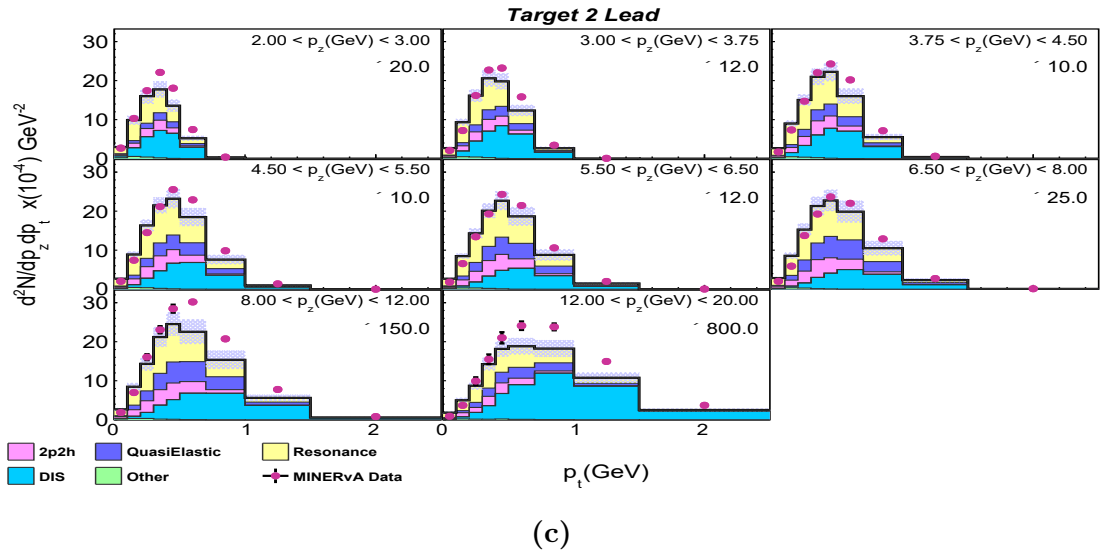 Target 2 Lead
2.00 < p_z(GeV) < 3.00
´ 20.0
3.00 < p_z(GeV) < 3.75
´ 12.0
3.75 < p_z(GeV) < 4.50
´ 10.0
4.50 < p_z(GeV) < 5.50
´ 10.0
5.50 < p_z(GeV) < 6.50
´ 12.0
6.50 < p_z(GeV) < 8.00
´ 25.0
8.00 < p_z(GeV) < 12.00
´ 150.0
12.00 < p_z(GeV) < 20.00
´ 800.0
30
20
10
0
30
20
10
0
30
20
10
0
0 1 2
0 1 2
d²N/dp_z dp_t x(10⁻⁴) GeV⁻²
p_t (GeV)
2p2h QuasiElastic Resonance
DIS Other MINERvA Data
(c)